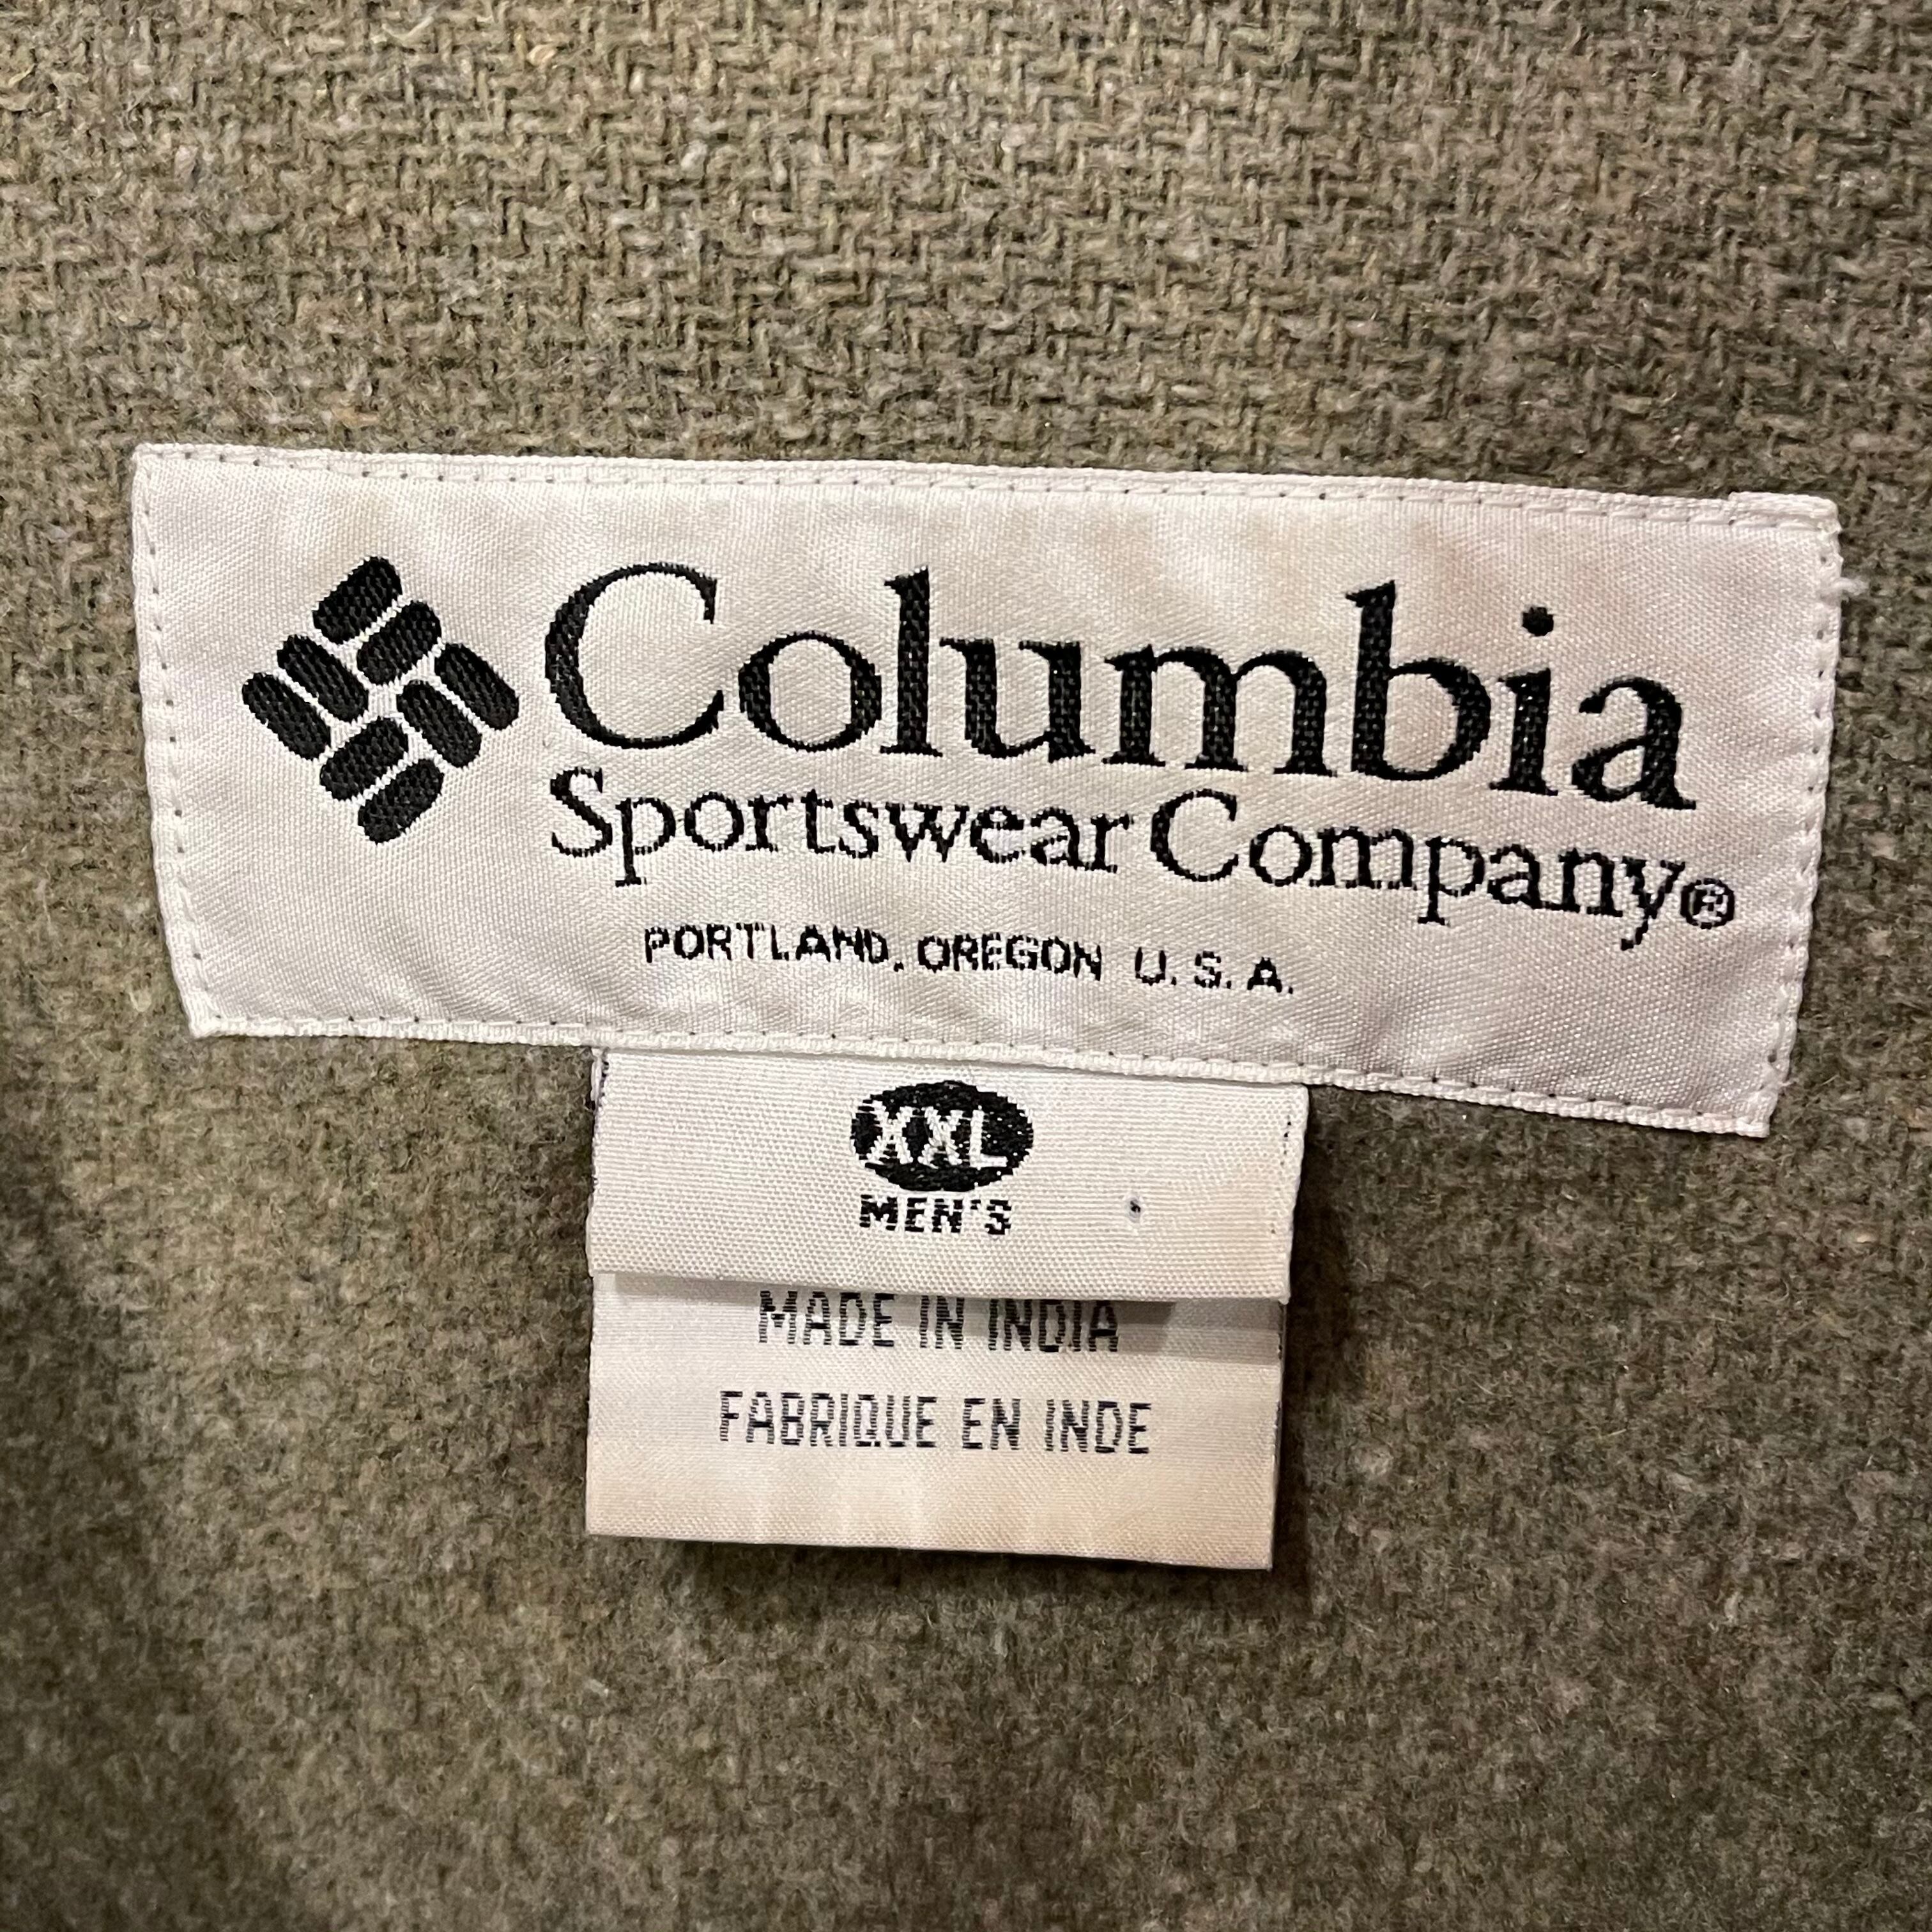 Columbia
Sportswear Company®
PORTLAND, OREGON U.S.A.
XXL
MEN'S
MADE IN INDIA
FABRIQUE EN INDE